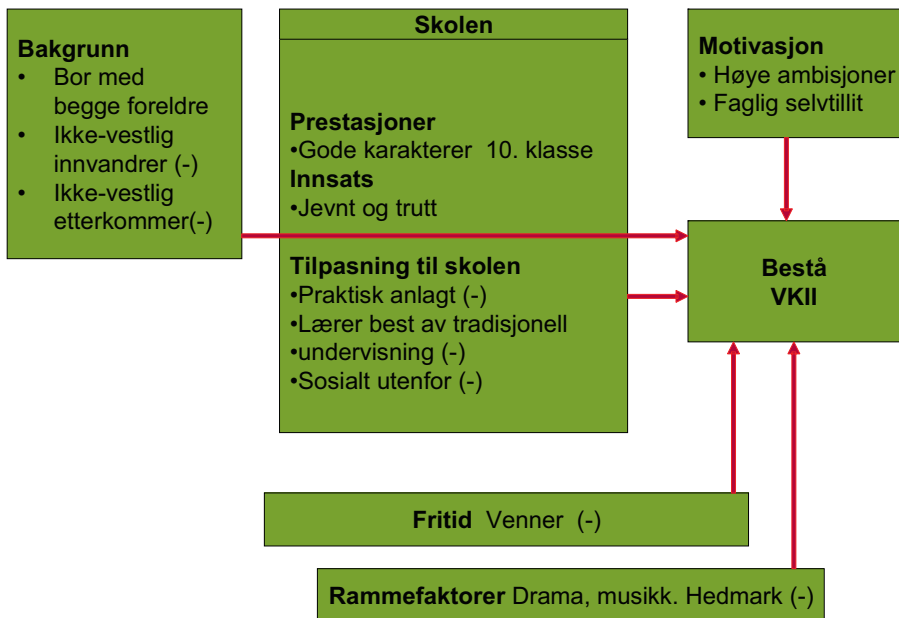 Bakgrunn
• Bor med
begge foreldre
• Ikke-vestlig
innvandrer (-)
• Ikke-vestlig
etterkommer(-)
Skolen
Prestasjoner
•Gode karakterer 10. klasse
Innsats
•Jevnt og trutt
Tilpasning til skolen
•Praktisk anlagt (-)
•Lærer best av tradisjonell
•undervisning (-)
•Sosialt utenfor (-)
Motivasjon
• Høye ambisjoner
• Faglig selvtillit
Bestå
VKII
Fritid Venner (-)
Rammefaktorer Drama, musikk. Hedmark (-)